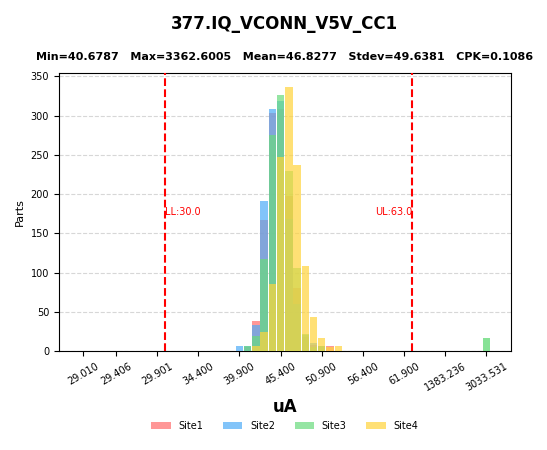 377.IQ_VCONN_V5V_CC1
Min=40.6787 Max=3362.6005 Mean=46.8277 Stdev=49.6381 CPK=0.1086
350
300
250
200
150
100
50
0
Parts
LL:30.0
UL:63.0
29.010 29.406 29.901 34.400 39.900 45.400 50.900 56.400 61.900 1383.236 3033.531
uA
Site1 Site2 Site3 Site4